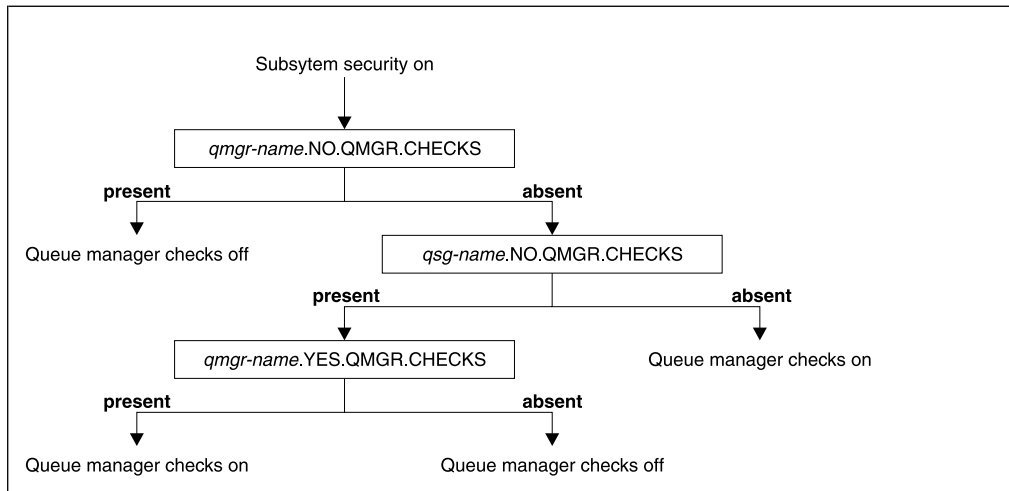 Subsytem security on
qmgr-name.NO.QMGR.CHECKS
present
absent
Queue manager checks off
qsg-name.NO.QMGR.CHECKS
present
absent
qmgr-name.YES.QMGR.CHECKS
Queue manager checks on
present
absent
Queue manager checks on
Queue manager checks off